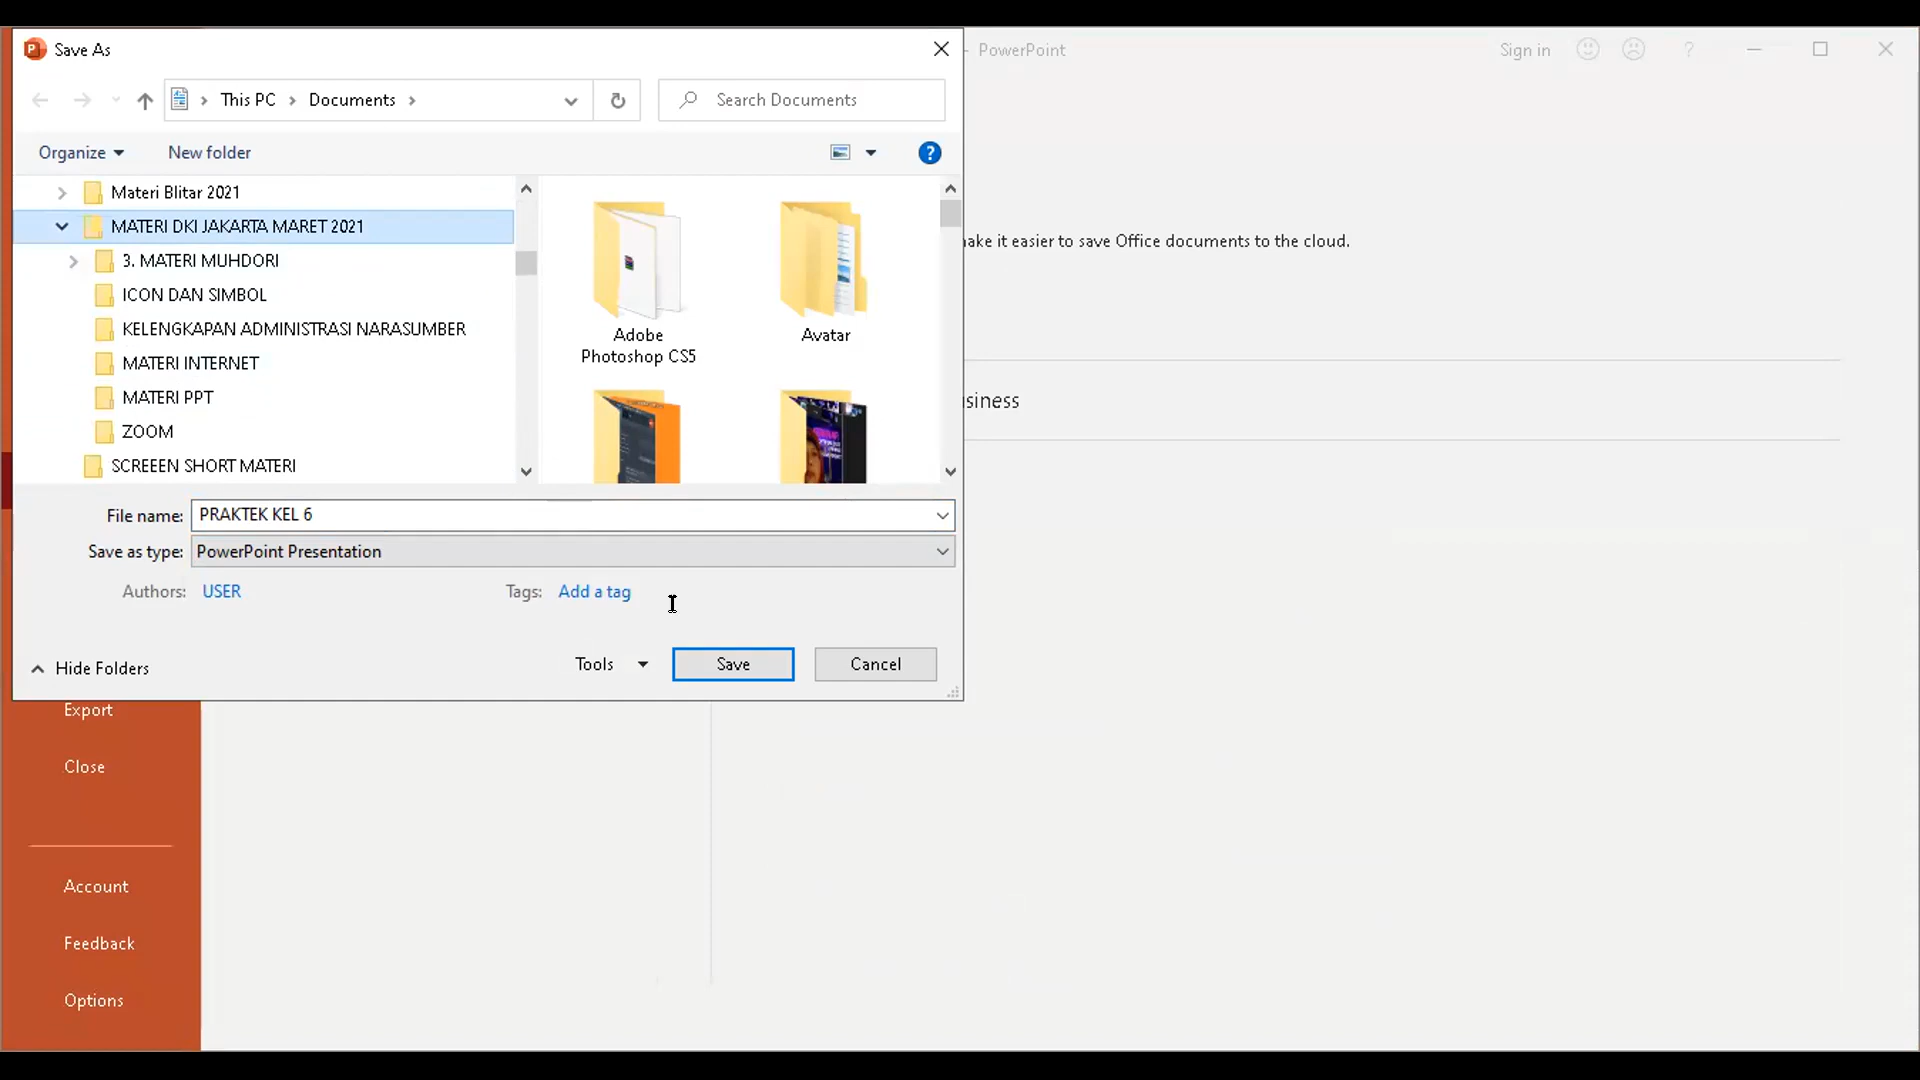 Save As
PowerPoint
Sign in
?
This PC
Documents
Search Documents
Organize
New folder
?
Materi Blitar 2021
MATERI DKI JAKARTA MARET 2021
3. MATERI MUHDORI
ICON DAN SIMBOL
KELENGKAPAN ADMINISTRASI NARASUMBER
MATERI INTERNET
MATERI PPT
ZOOM
SCREEEN SHORT MATERI
Adobe
Photoshop CS5
Avatar
ake it easier to save Office documents to the cloud.
siness
File name: PRAKTEK KEL 6
Save as type: PowerPoint Presentation
Authors: USER
Tags: Add a tag
Hide Folders
Tools
Save
Cancel
Export
Close
Account
Feedback
Options